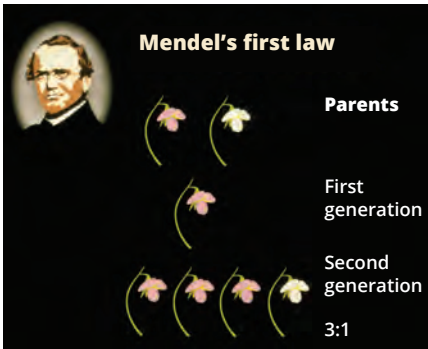 Mendel’s first law
Parents
First
generation
Second
generation
3:1